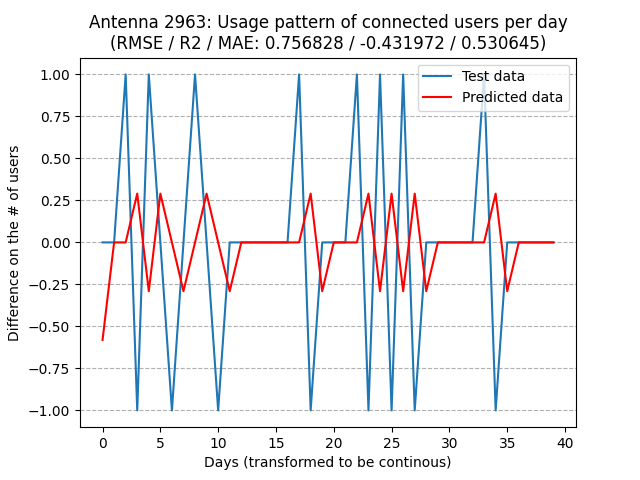 Antenna 2963: Usage pattern of connected users per day
(RMSE / R2 / MAE: 0.756828 / -0.431972 / 0.530645)
Test data
Predicted data
Difference on the # of users
1.00
0.75
0.50
0.25
0.00
−0.25
−0.50
−0.75
−1.00
0 5 10 15 20 25 30 35 40
Days (transformed to be continous)